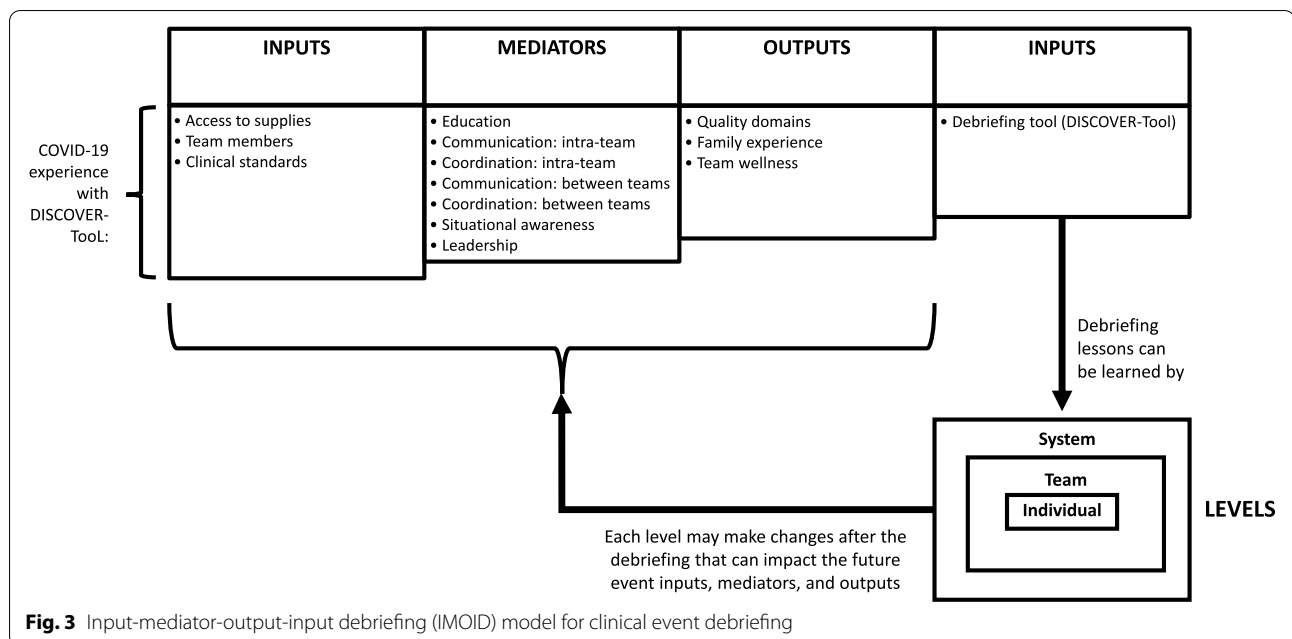 INPUTS
MEDIATORS
OUTPUTS
INPUTS
COVID-19
experience
with
DISCOVER-
TooL:
• Access to supplies
• Team members
• Clinical standards
• Education
• Communication: intra-team
• Coordination: intra-team
• Communication: between teams
• Coordination: between teams
• Situational awareness
• Leadership
• Quality domains
• Family experience
• Team wellness
• Debriefing tool (DISCOVER-Tool)
Debriefing
lessons can
be learned by
System
Team
Individual
LEVELS
Each level may make changes after the
debriefing that can impact the future
event inputs, mediators, and outputs
Fig. 3 Input-mediator-output-input debriefing (IMOID) model for clinical event debriefing